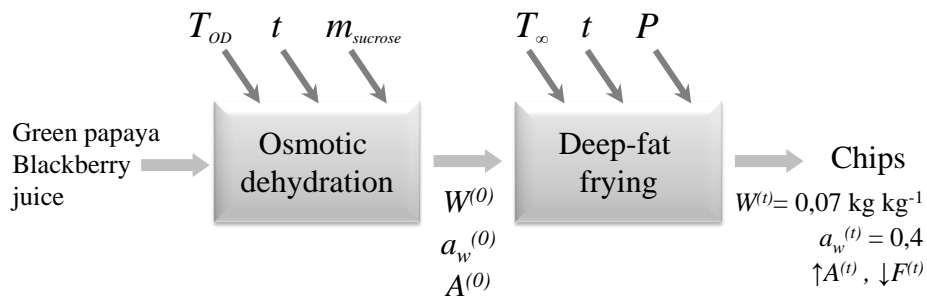 T_OD t m_sucrose
T_∞ t P
Green papaya
Blackberry
juice
Osmotic
dehydration
Deep-fat
frying
Chips
W^(0)
a_w^(0)
A^(0)
W^(t)= 0,07 kg kg^-1
a_w^(t) = 0,4
↑A^(t) , ↓F^(t)